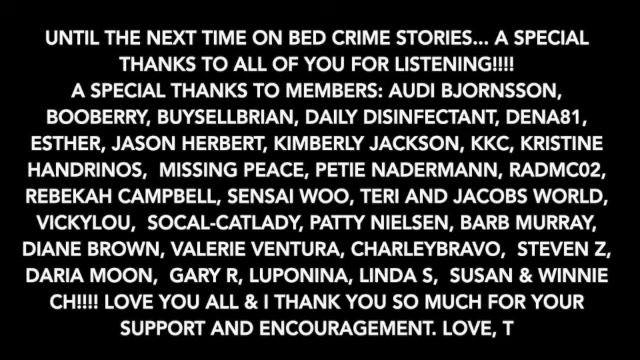 UNTIL THE NEXT TIME ON BED CRIME STORIES... A SPECIAL
THANKS TO ALL OF YOU FOR LISTENING!!!!
A SPECIAL THANKS TO MEMBERS: AUDI BJORNSSON,
BOOBERRY, BUYSELLBRIAN, DAILY DISINFECTANT, DENA81,
ESTHER, JASON HERBERT, KIMBERLY JACKSON, KKC, KRISTINE
HANDRINOS, MISSING PEACE, PETIE NADERMANN, RADMC02,
REBEKAH CAMPBELL, SENSAI WOO, TERI AND JACOBS WORLD,
VICKYLOU, SOCAL-CATLADY, PATTY NIELSEN, BARB MURRAY,
DIANE BROWN, VALERIE VENTURA, CHARLEYBRAVO, STEVEN Z,
DARIA MOON, GARY R, LUPONINA, LINDA S, SUSAN & WINNIE
CH!!!! LOVE YOU ALL & I THANK YOU SO MUCH FOR YOUR
SUPPORT AND ENCOURAGEMENT. LOVE, T